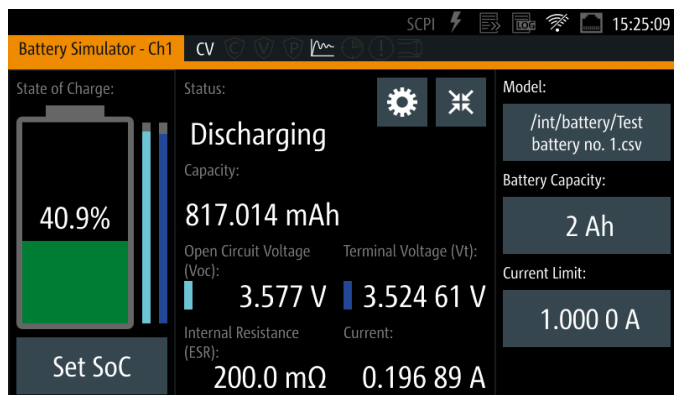 SCPI LOG 15:25:09
Battery Simulator - Ch1 CV C V P
State of Charge:
40.9%
Set SoC
Status:
Discharging
Capacity:
817.014 mAh
Open Circuit Voltage
(Voc):
3.577 V
Terminal Voltage (Vt):
3.524 61 V
Internal Resistance
(ESR):
200.0 mΩ
Current:
0.196 89 A
Model:
/int/battery/Test
battery no. 1.csv
Battery Capacity:
2 Ah
Current Limit:
1.000 0 A